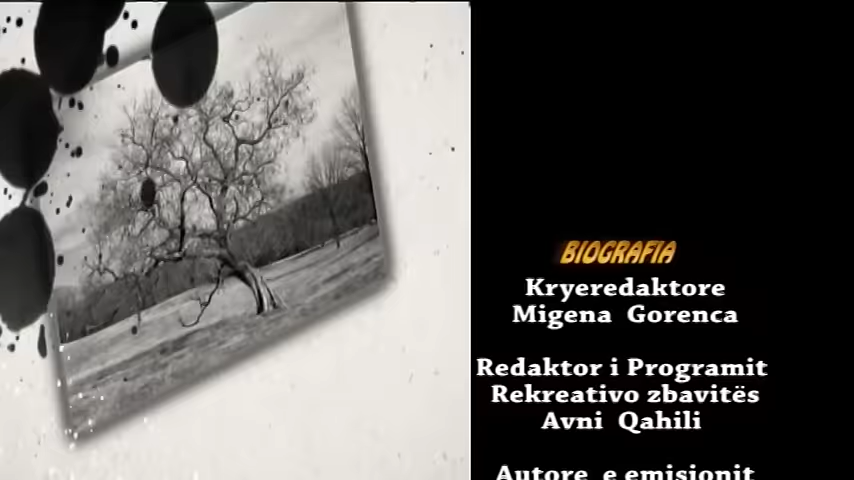 BIOGRAFIA
Kryeredaktore
Migena Gorenca
Redaktor i Programit
Rekreativo zbavitës
Avni Qahili
Autore e emisionit